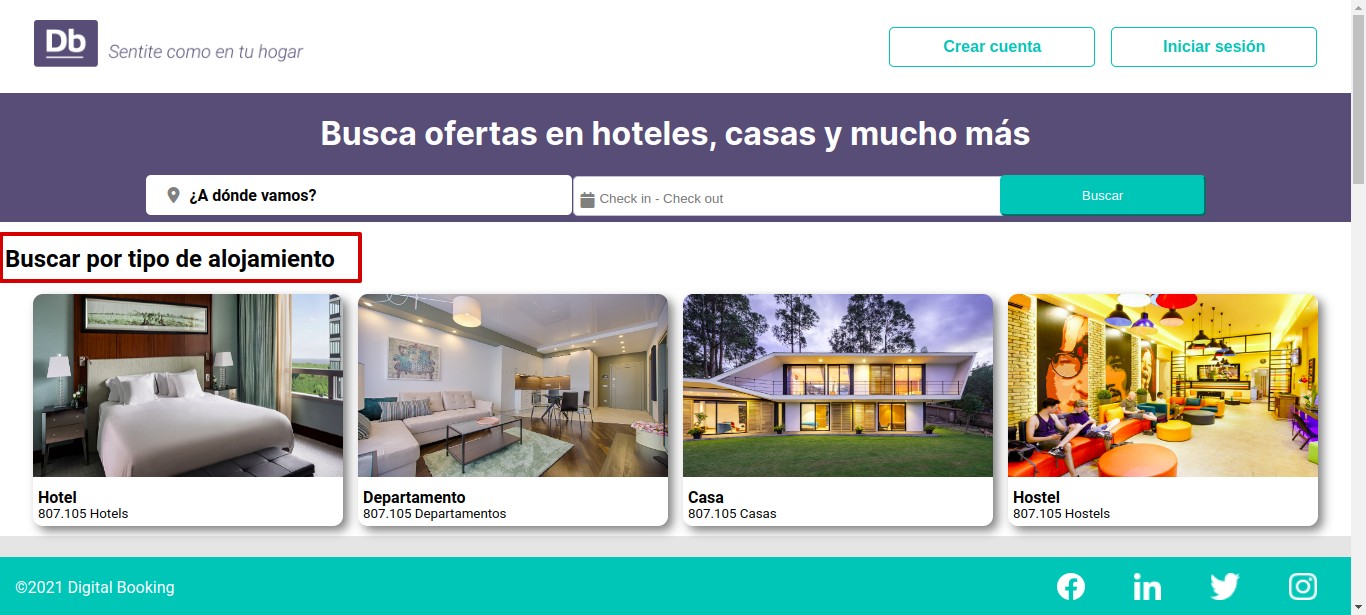 Db
Sentite como en tu hogar
Crear cuenta
Iniciar sesión
Busca ofertas en hoteles, casas y mucho más
¿A dónde vamos?
Check in - Check out
Buscar
Buscar por tipo de alojamiento
Hotel
807.105 Hotels
Departamento
807.105 Departamentos
Casa
807.105 Casas
Hostel
807.105 Hostels
©2021 Digital Booking